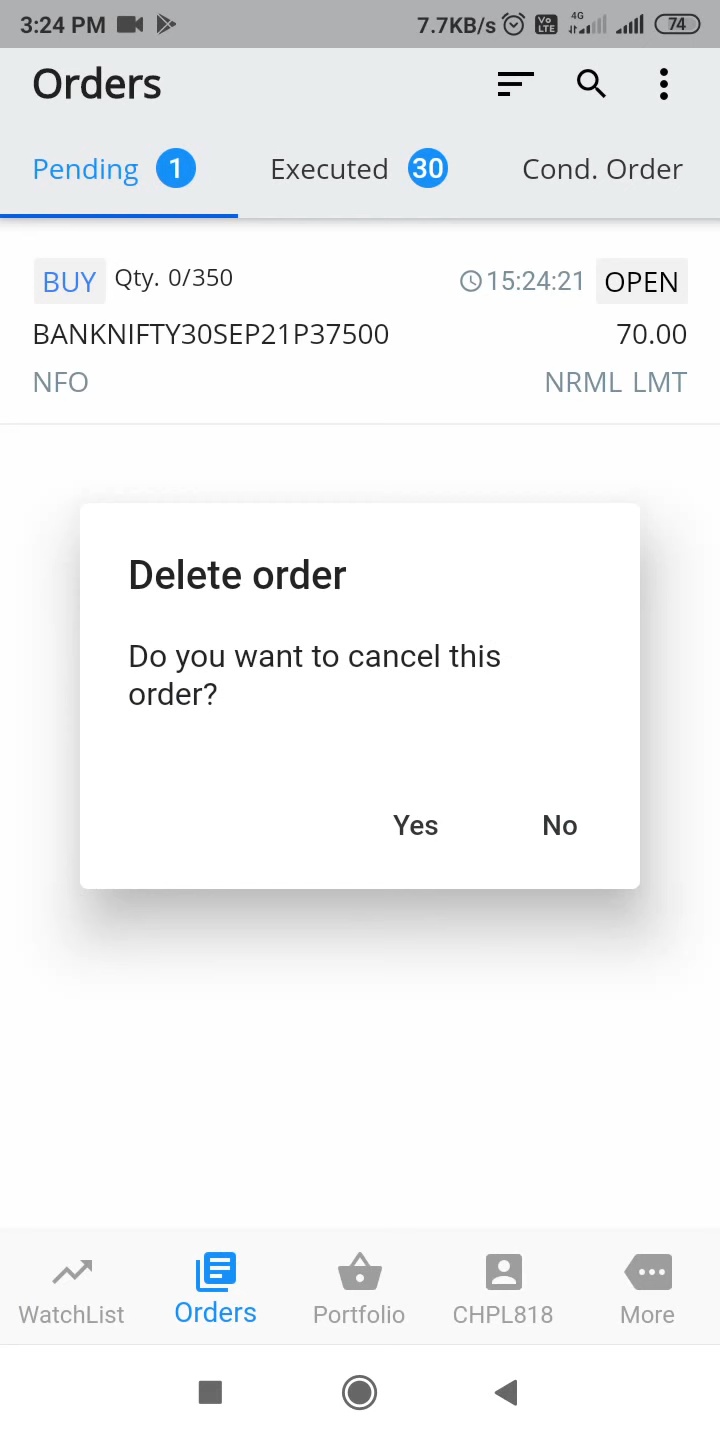 3:24 PM 7.7KB/s Vo LTE 4G 74
Orders
Pending 1 Executed 30 Cond. Order
BUY Qty. 0/350 15:24:21 OPEN
BANKNIFTY30SEP21P37500 70.00
NFO NRML LMT
Delete order
Do you want to cancel this
order?
Yes No
WatchList Orders Portfolio CHPL818 More